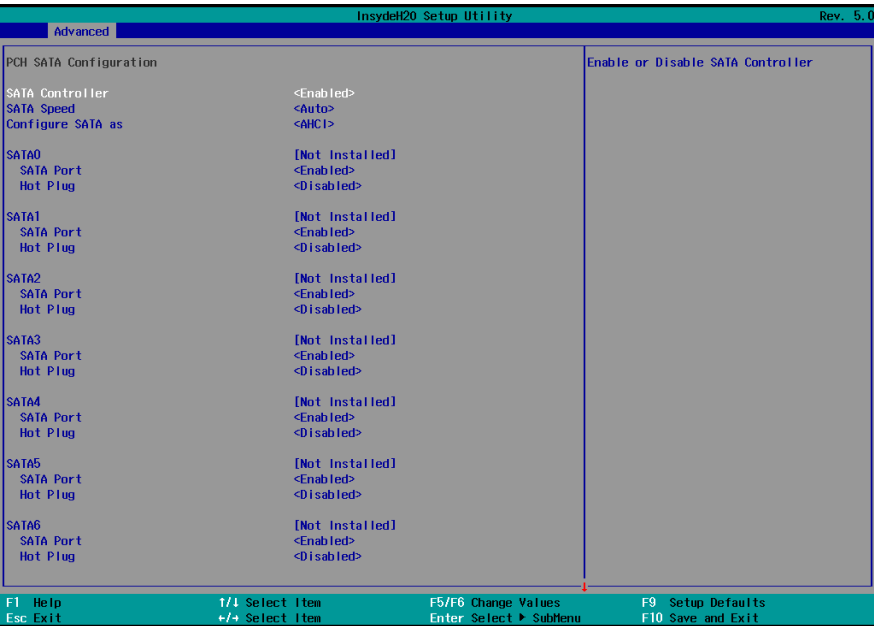 InsydeH20 Setup Utility Rev. 5.0
Advanced
PCH SATA Configuration
Enable or Disable SATA Controller
SATA Controller <Enabled>
SATA Speed <Auto>
Configure SATA as <AHCI>
SATA0 [Not Installed]
SATA Port <Enabled>
Hot Plug <Disabled>
SATA1 [Not Installed]
SATA Port <Enabled>
Hot Plug <Disabled>
SATA2 [Not Installed]
SATA Port <Enabled>
Hot Plug <Disabled>
SATA3 [Not Installed]
SATA Port <Enabled>
Hot Plug <Disabled>
SATA4 [Not Installed]
SATA Port <Enabled>
Hot Plug <Disabled>
SATA5 [Not Installed]
SATA Port <Enabled>
Hot Plug <Disabled>
SATA6 [Not Installed]
SATA Port <Enabled>
Hot Plug <Disabled>
F1 Help ↑/↓ Select Item F5/F6 Change Values F9 Setup Defaults
Esc Exit ←/→ Select Item Enter Select ▶ SubMenu F10 Save and Exit